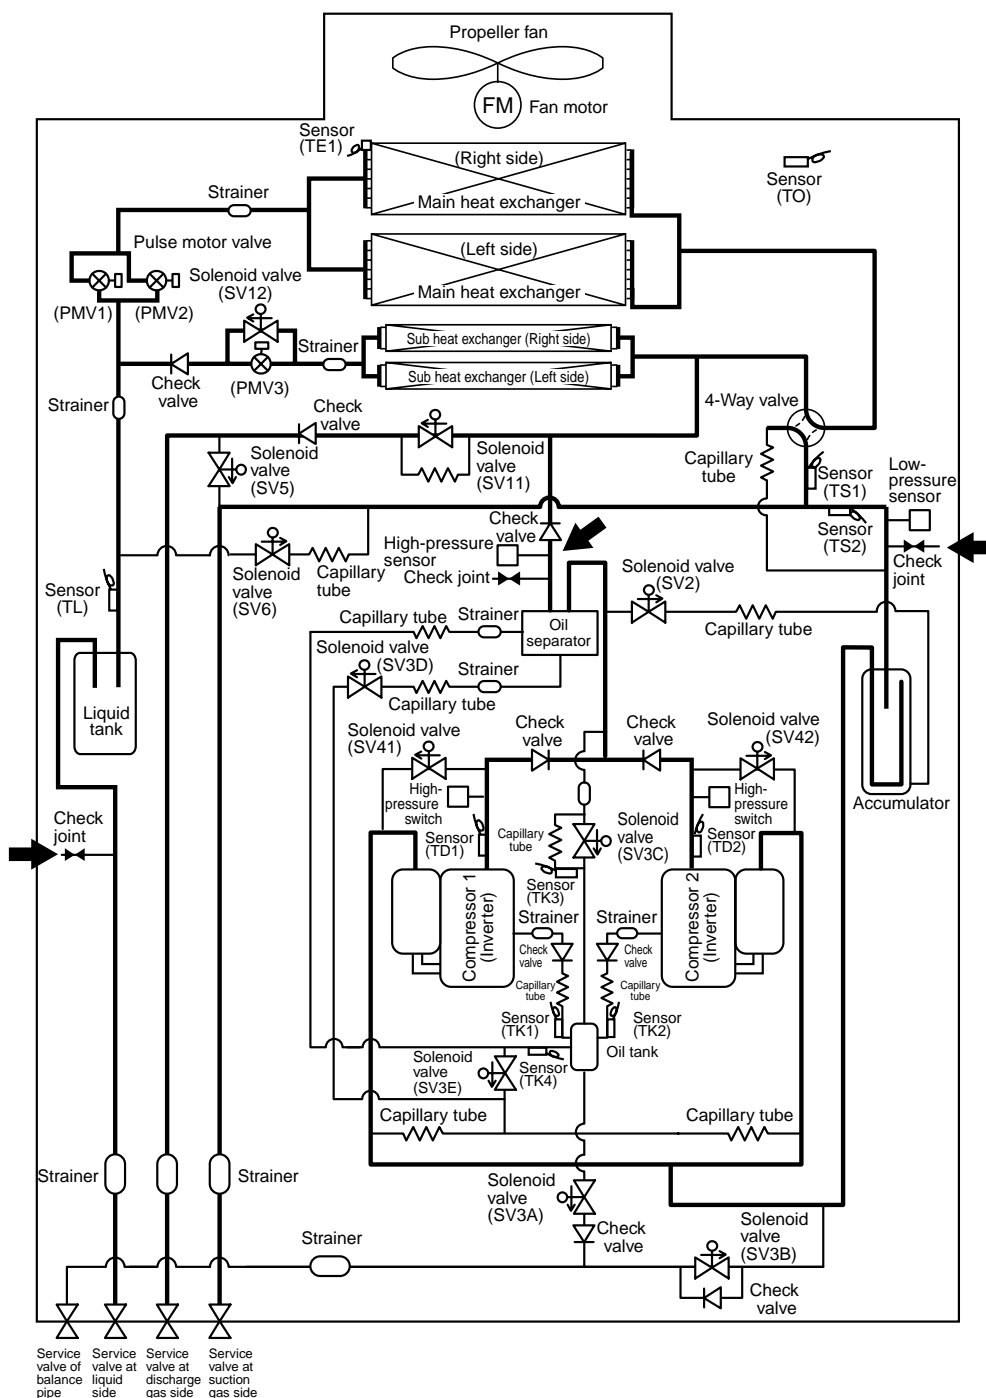 Propeller fan
FM
Fan motor
Sensor
(TE1)
(Right side)
Main heat exchanger
Sensor
(TO)
Strainer
(Left side)
Main heat exchanger
Pulse motor valve
Solenoid valve
(SV12)
(PMV1)
(PMV2)
Sub heat exchanger (Right side)
Sub heat exchanger (Left side)
Strainer
Check
valve
(PMV3)
Strainer
Check
valve
4-Way valve
Solenoid
valve
(SV5)
Solenoid
valve
(SV11)
Capillary
tube
Sensor
(TS1)
Low-
pressure
sensor
Sensor
(TS2)
Check
valve
High-pressure
sensor
Check joint
Check
joint
Solenoid
valve
(SV6)
Capillary
tube
Sensor
(TL)
Solenoid valve
(SV2)
Capillary tube
Strainer
Oil
separator
Capillary tube
Solenoid valve
(SV3D)
Strainer
Capillary
tube
Liquid
tank
Solenoid valve
(SV41)
Check
valve
Check
valve
Solenoid valve
(SV42)
High-
pressure
switch
High-
pressure
switch
Accumulator
Check
joint
Sensor
(TD1)
Capillary
tube
Solenoid
valve
(SV3C)
Sensor
(TD2)
Sensor
(TK3)
Compressor 1
(Inverter)
Compressor 2
(Inverter)
Strainer
Strainer
Check
valve
Check
valve
Capillary
tube
Capillary
tube
Sensor
(TK1)
Sensor
(TK2)
Oil tank
Solenoid
valve
(SV3E)
Sensor
(TK4)
Capillary tube
Capillary tube
Strainer
Strainer
Solenoid
valve
(SV3A)
Check
valve
Solenoid
valve
(SV3B)
Strainer
Check
valve
Service
valve of
balance
pipe
Service
valve at
liquid
side
Service
valve at
discharge
gas side
Service
valve at
suction
gas side